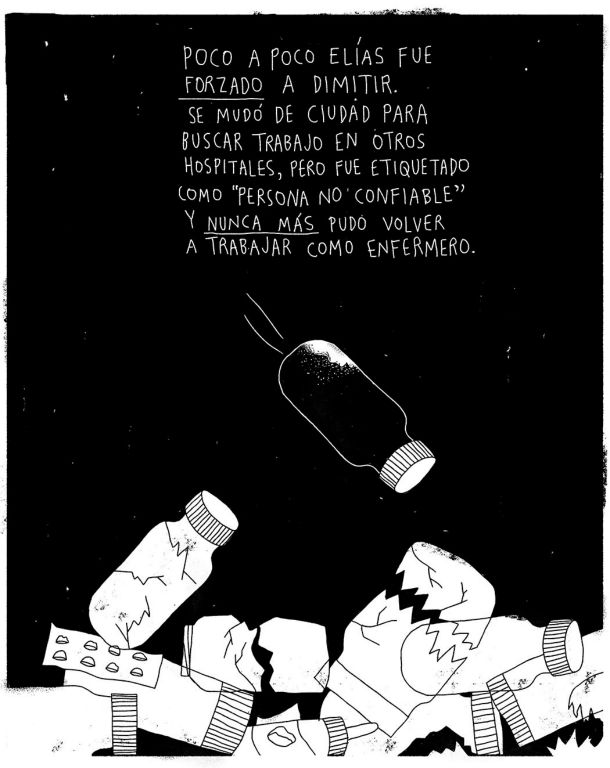 POCO A POCO ELÍAS FUE
FORZADO A DIMITIR.
SE MUDÓ DE CIUDAD PARA
BUSCAR TRABAJO EN OTROS
HOSPITALES, PERO FUE ETIQUETADO
COMO "PERSONA NO CONFIABLE"
Y NUNCA MÁS PUDO VOLVER
A TRABAJAR COMO ENFERMERO.